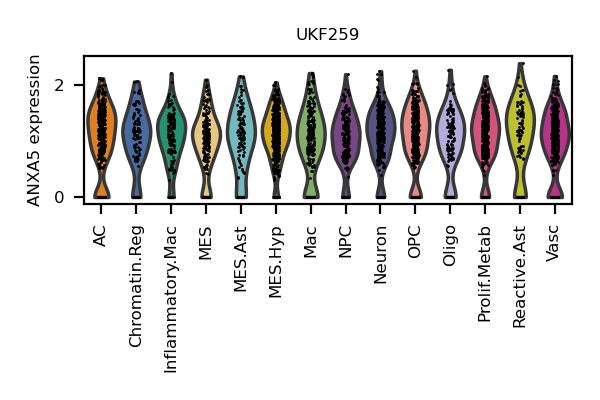 UKF259
ANXA5 expression
2
0
AC
Chromatin.Reg
Inflammatory.Mac
MES
MES.Ast
MES.Hyp
Mac
NPC
Neuron
OPC
Oligo
Prolif.Metab
Reactive.Ast
Vasc